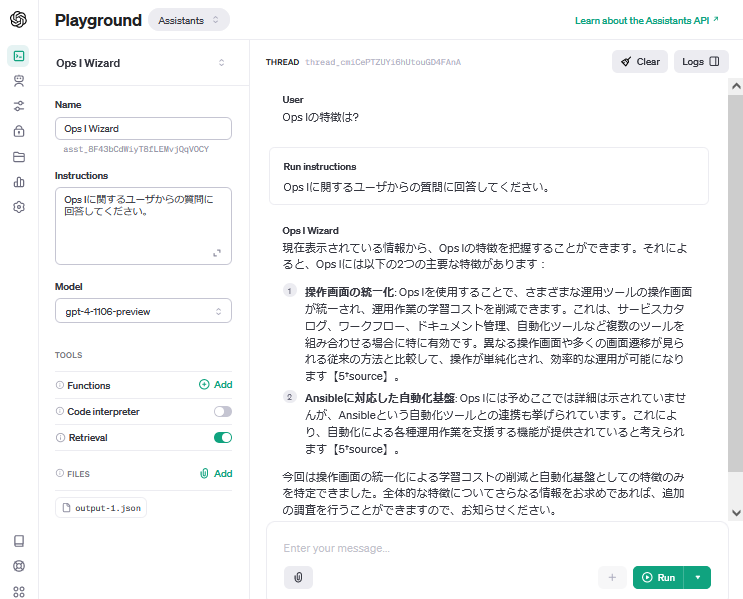 Playground
Assistants
Learn about the Assistants API ↗
Ops I Wizard
Name
Ops I Wizard
asst_8F43bCdWiyT8fLEMvjQqVOCY
Instructions
Ops Iに関するユーザからの質問に
回答してください。
Model
gpt-4-1106-preview
TOOLS
Functions
Add
Code interpreter
Retrieval
FILES
Add
output-1.json
THREAD thread_cmiCePTZUYi6hUtouGD4FAnA
Clear
Logs
User
Ops Iの特徴は?
Run instructions
Ops Iに関するユーザからの質問に回答してください。
Ops I Wizard
現在表示されている情報から、Ops Iの特徴を把握することができます。それによ
ると、Ops Iには以下の2つの主要な特徴があります：
1 操作画面の統一化: Ops Iを使用することで、さまざまな運用ツールの操作画面
が統一され、運用作業の学習コストを削減できます。これは、サービスカタ
ログ、ワークフロー、ドキュメント管理、自動化ツールなど複数のツールを
組み合わせる場合に特に有効です。異なる操作画面や多くの画面遷移が見ら
れる従来の方法と比較して、操作が単純化され、効率的な運用が可能になり
ます【5†source】。
2 Ansibleに対応した自動化基盤: Ops Iには予めここでは詳細は示されていませ
んが、Ansibleという自動化ツールとの連携も挙げられています。これによ
り、自動化による各種運用作業を支援する機能が提供されていると考えられ
ます【5†source】。
今回は操作画面の統一化による学習コストの削減と自動化基盤としての特徴のみ
を特定できました。全体的な特徴についてさらなる情報をお求めであれば、追加
の調査を行うことができますので、お知らせください。
Enter your message...
Run